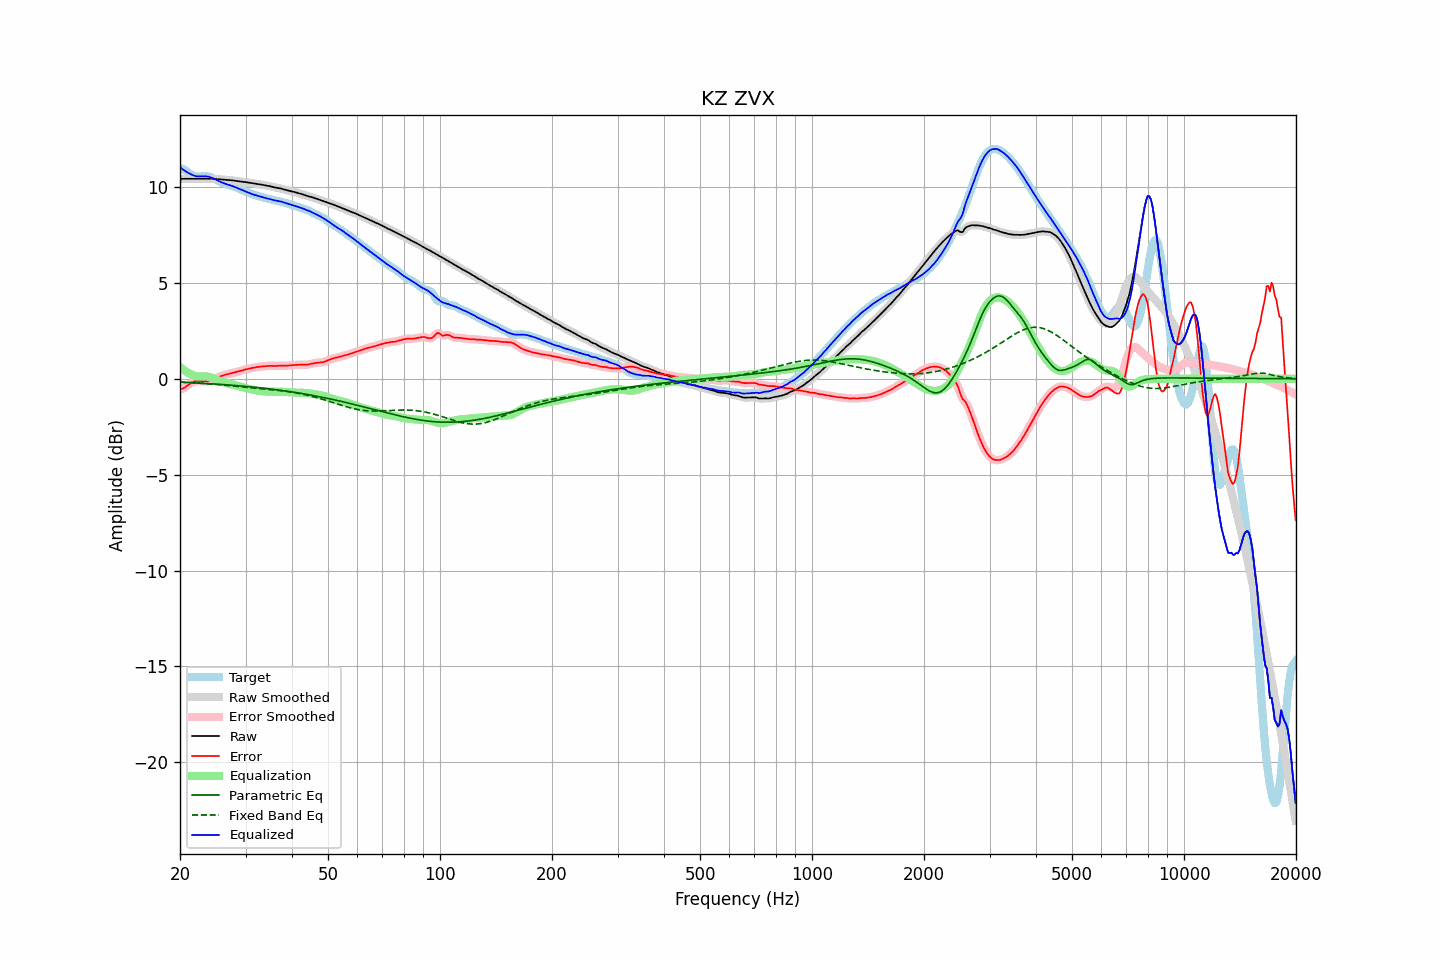 KZ ZVX
Amplitude (dBr)
10
5
0
−5
−10
−15
−20
Target
Raw Smoothed
Error Smoothed
Raw
Error
Equalization
Parametric Eq
Fixed Band Eq
Equalized
20 50 100 200 500 1000 2000 5000 10000 20000
Frequency (Hz)